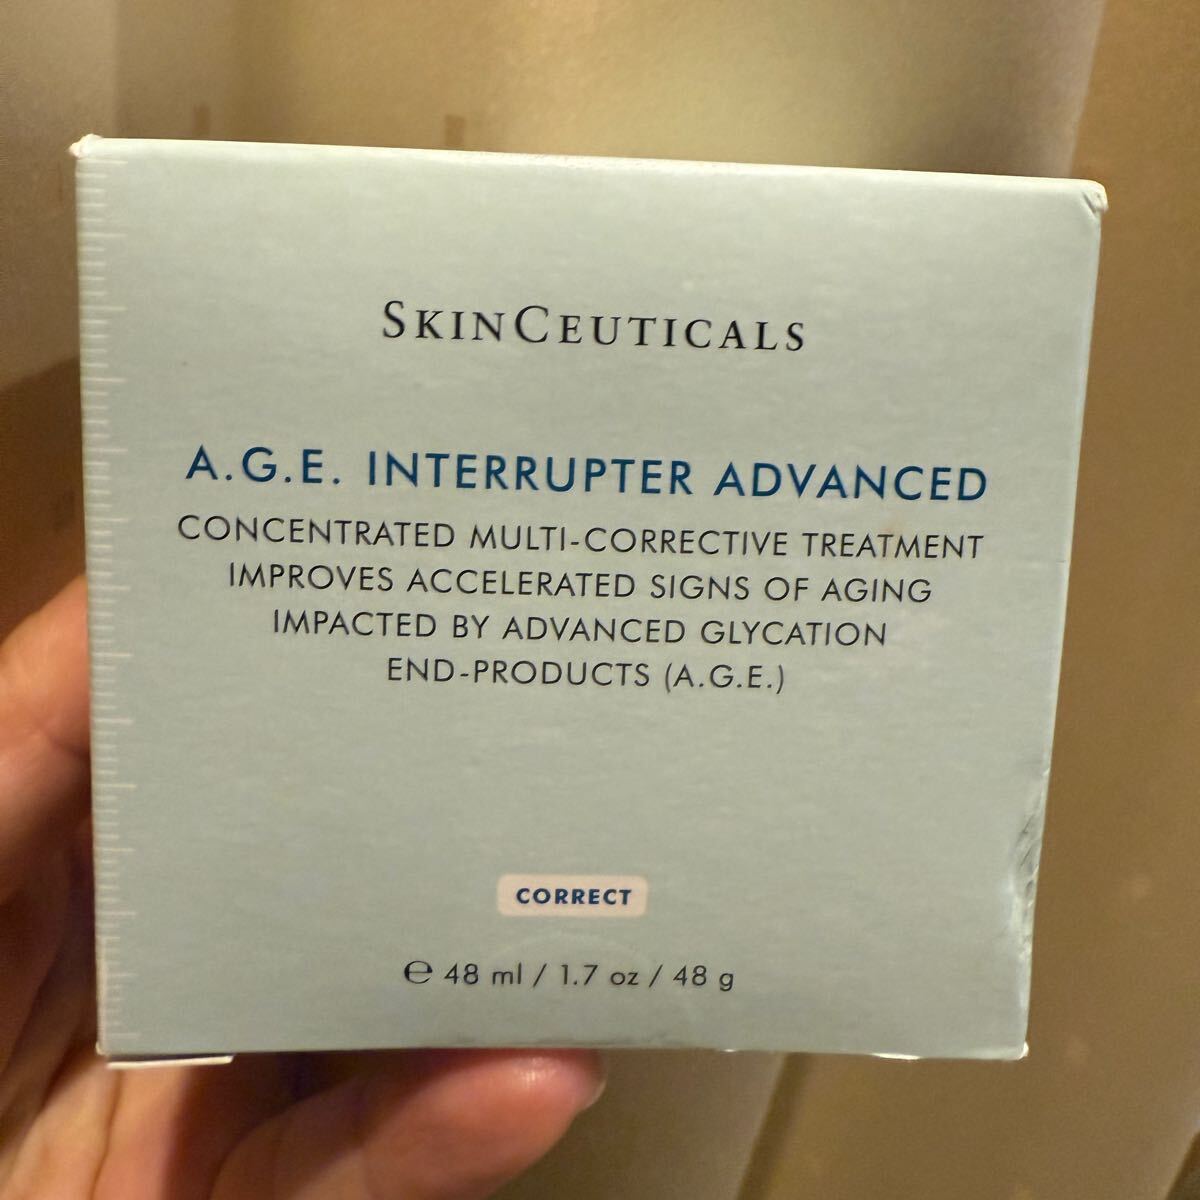 SKINCEUTICALS
A.G.E. INTERRUPTER ADVANCED
CONCENTRATED MULTI-CORRECTIVE TREATMENT
IMPROVES ACCELERATED SIGNS OF AGING
IMPACTED BY ADVANCED GLYCATION
END-PRODUCTS (A.G.E.)
CORRECT
℮ 48 ml / 1.7 oz / 48 g